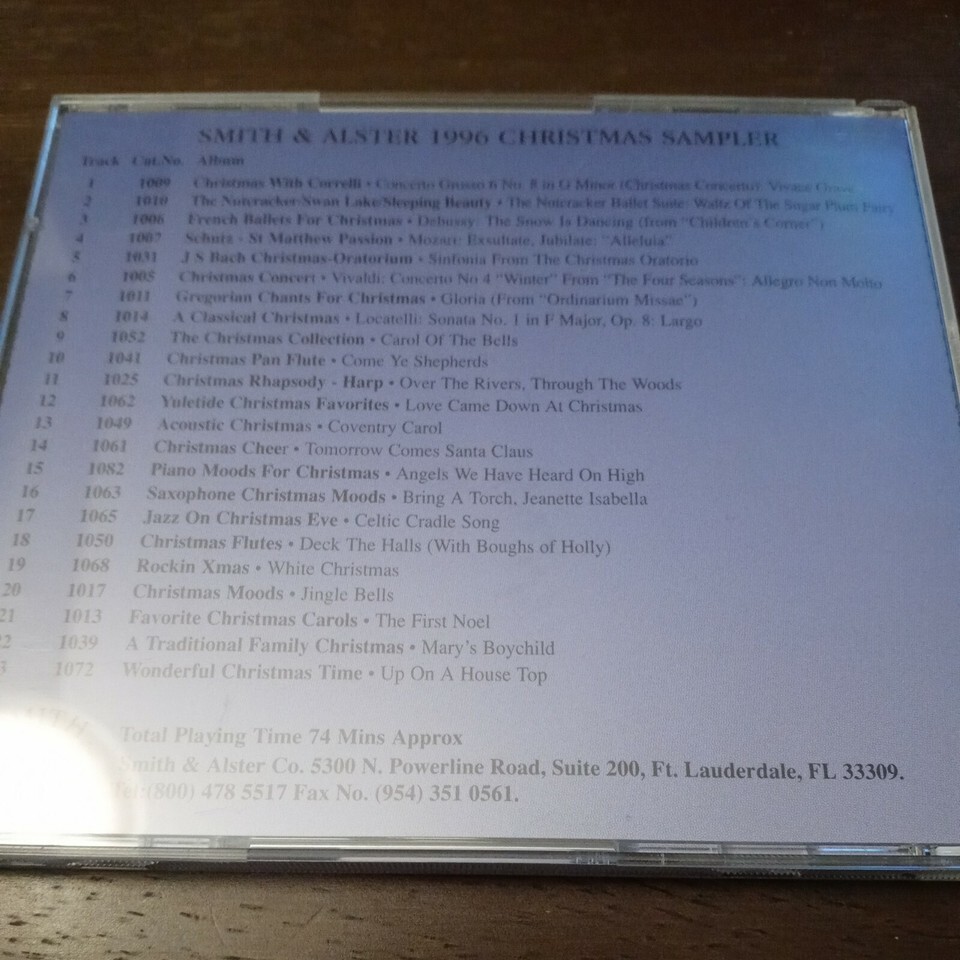 SMITH & ALSTER 1996 CHRISTMAS SAMPLER
Track Cat.No. Album
1 1009 Christmas With Correlli • Concerto Grosso 6 No. 8 in G Minor (Christmas Concerto): Vivace Grave
2 1010 The Nutcracker/Swan Lake/Sleeping Beauty • The Nutcracker Ballet Suite: Waltz Of The Sugar Plum Fairy
3 1006 French Ballets For Christmas • Debussy: The Snow Is Dancing (from "Children's Corner")
4 1007 Schutz - St Matthew Passion • Mozart: Exsultate, Jubilate: "Alleluia"
5 1031 J S Bach Christmas-Oratorium • Sinfonia From The Christmas Oratorio
6 1005 Christmas Concert • Vivaldi: Concerto No 4 "Winter" From "The Four Seasons": Allegro Non Molto
7 1011 Gregorian Chants For Christmas • Gloria (From "Ordinarium Missae")
8 1014 A Classical Christmas • Locatelli: Sonata No. 1 in F Major, Op. 8: Largo
9 1052 The Christmas Collection • Carol Of The Bells
10 1041 Christmas Pan Flute • Come Ye Shepherds
11 1025 Christmas Rhapsody - Harp • Over The Rivers, Through The Woods
12 1062 Yuletide Christmas Favorites • Love Came Down At Christmas
13 1049 Acoustic Christmas • Coventry Carol
14 1061 Christmas Cheer • Tomorrow Comes Santa Claus
15 1082 Piano Moods For Christmas • Angels We Have Heard On High
16 1063 Saxophone Christmas Moods • Bring A Torch, Jeanette Isabella
17 1065 Jazz On Christmas Eve • Celtic Cradle Song
18 1050 Christmas Flutes • Deck The Halls (With Boughs of Holly)
19 1068 Rockin Xmas • White Christmas
20 1017 Christmas Moods • Jingle Bells
21 1013 Favorite Christmas Carols • The First Noel
2 1039 A Traditional Family Christmas • Mary's Boychild
3 1072 Wonderful Christmas Time • Up On A House Top
Total Playing Time 74 Mins Approx
Smith & Alster Co. 5300 N. Powerline Road, Suite 200, Ft. Lauderdale, FL 33309.
Tel:(800) 478 5517 Fax No. (954) 351 0561.